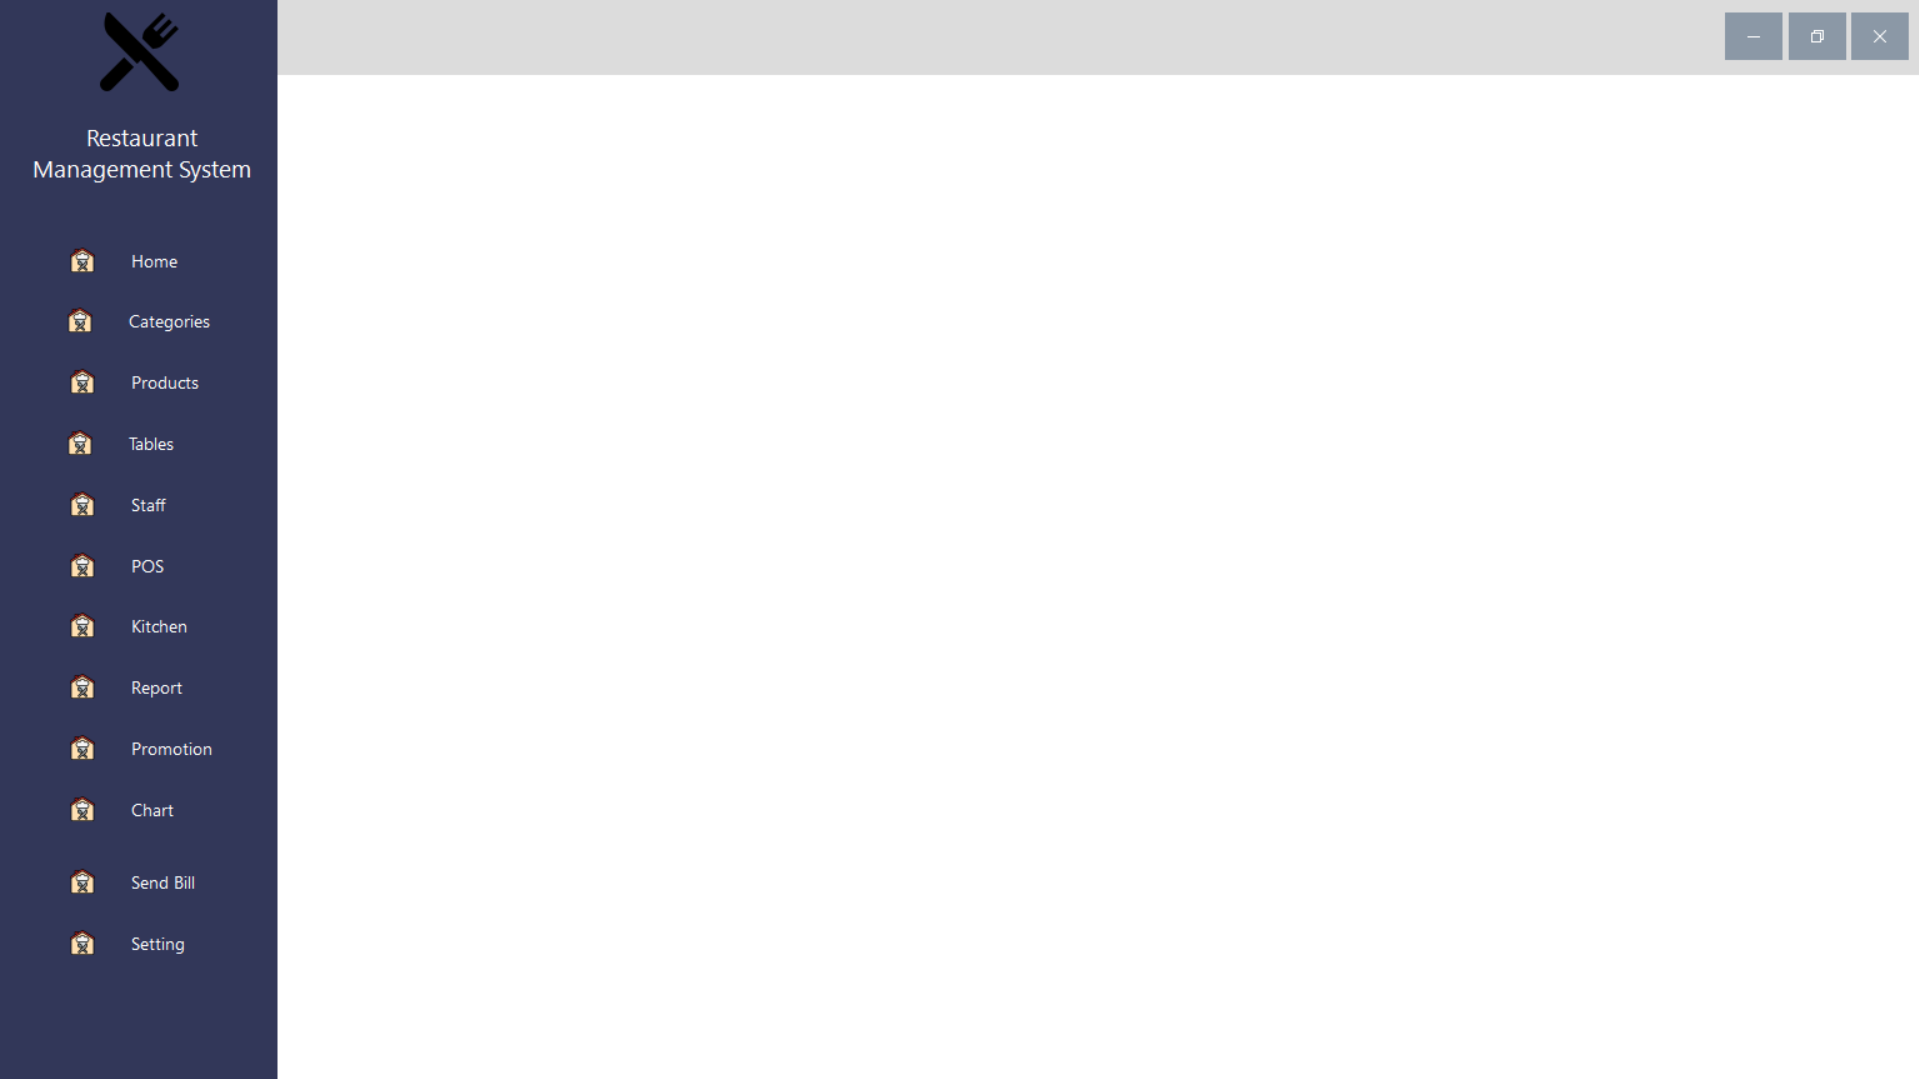 Restaurant
Management System
Home
Categories
Products
Tables
Staff
POS
Kitchen
Report
Promotion
Chart
Send Bill
Setting